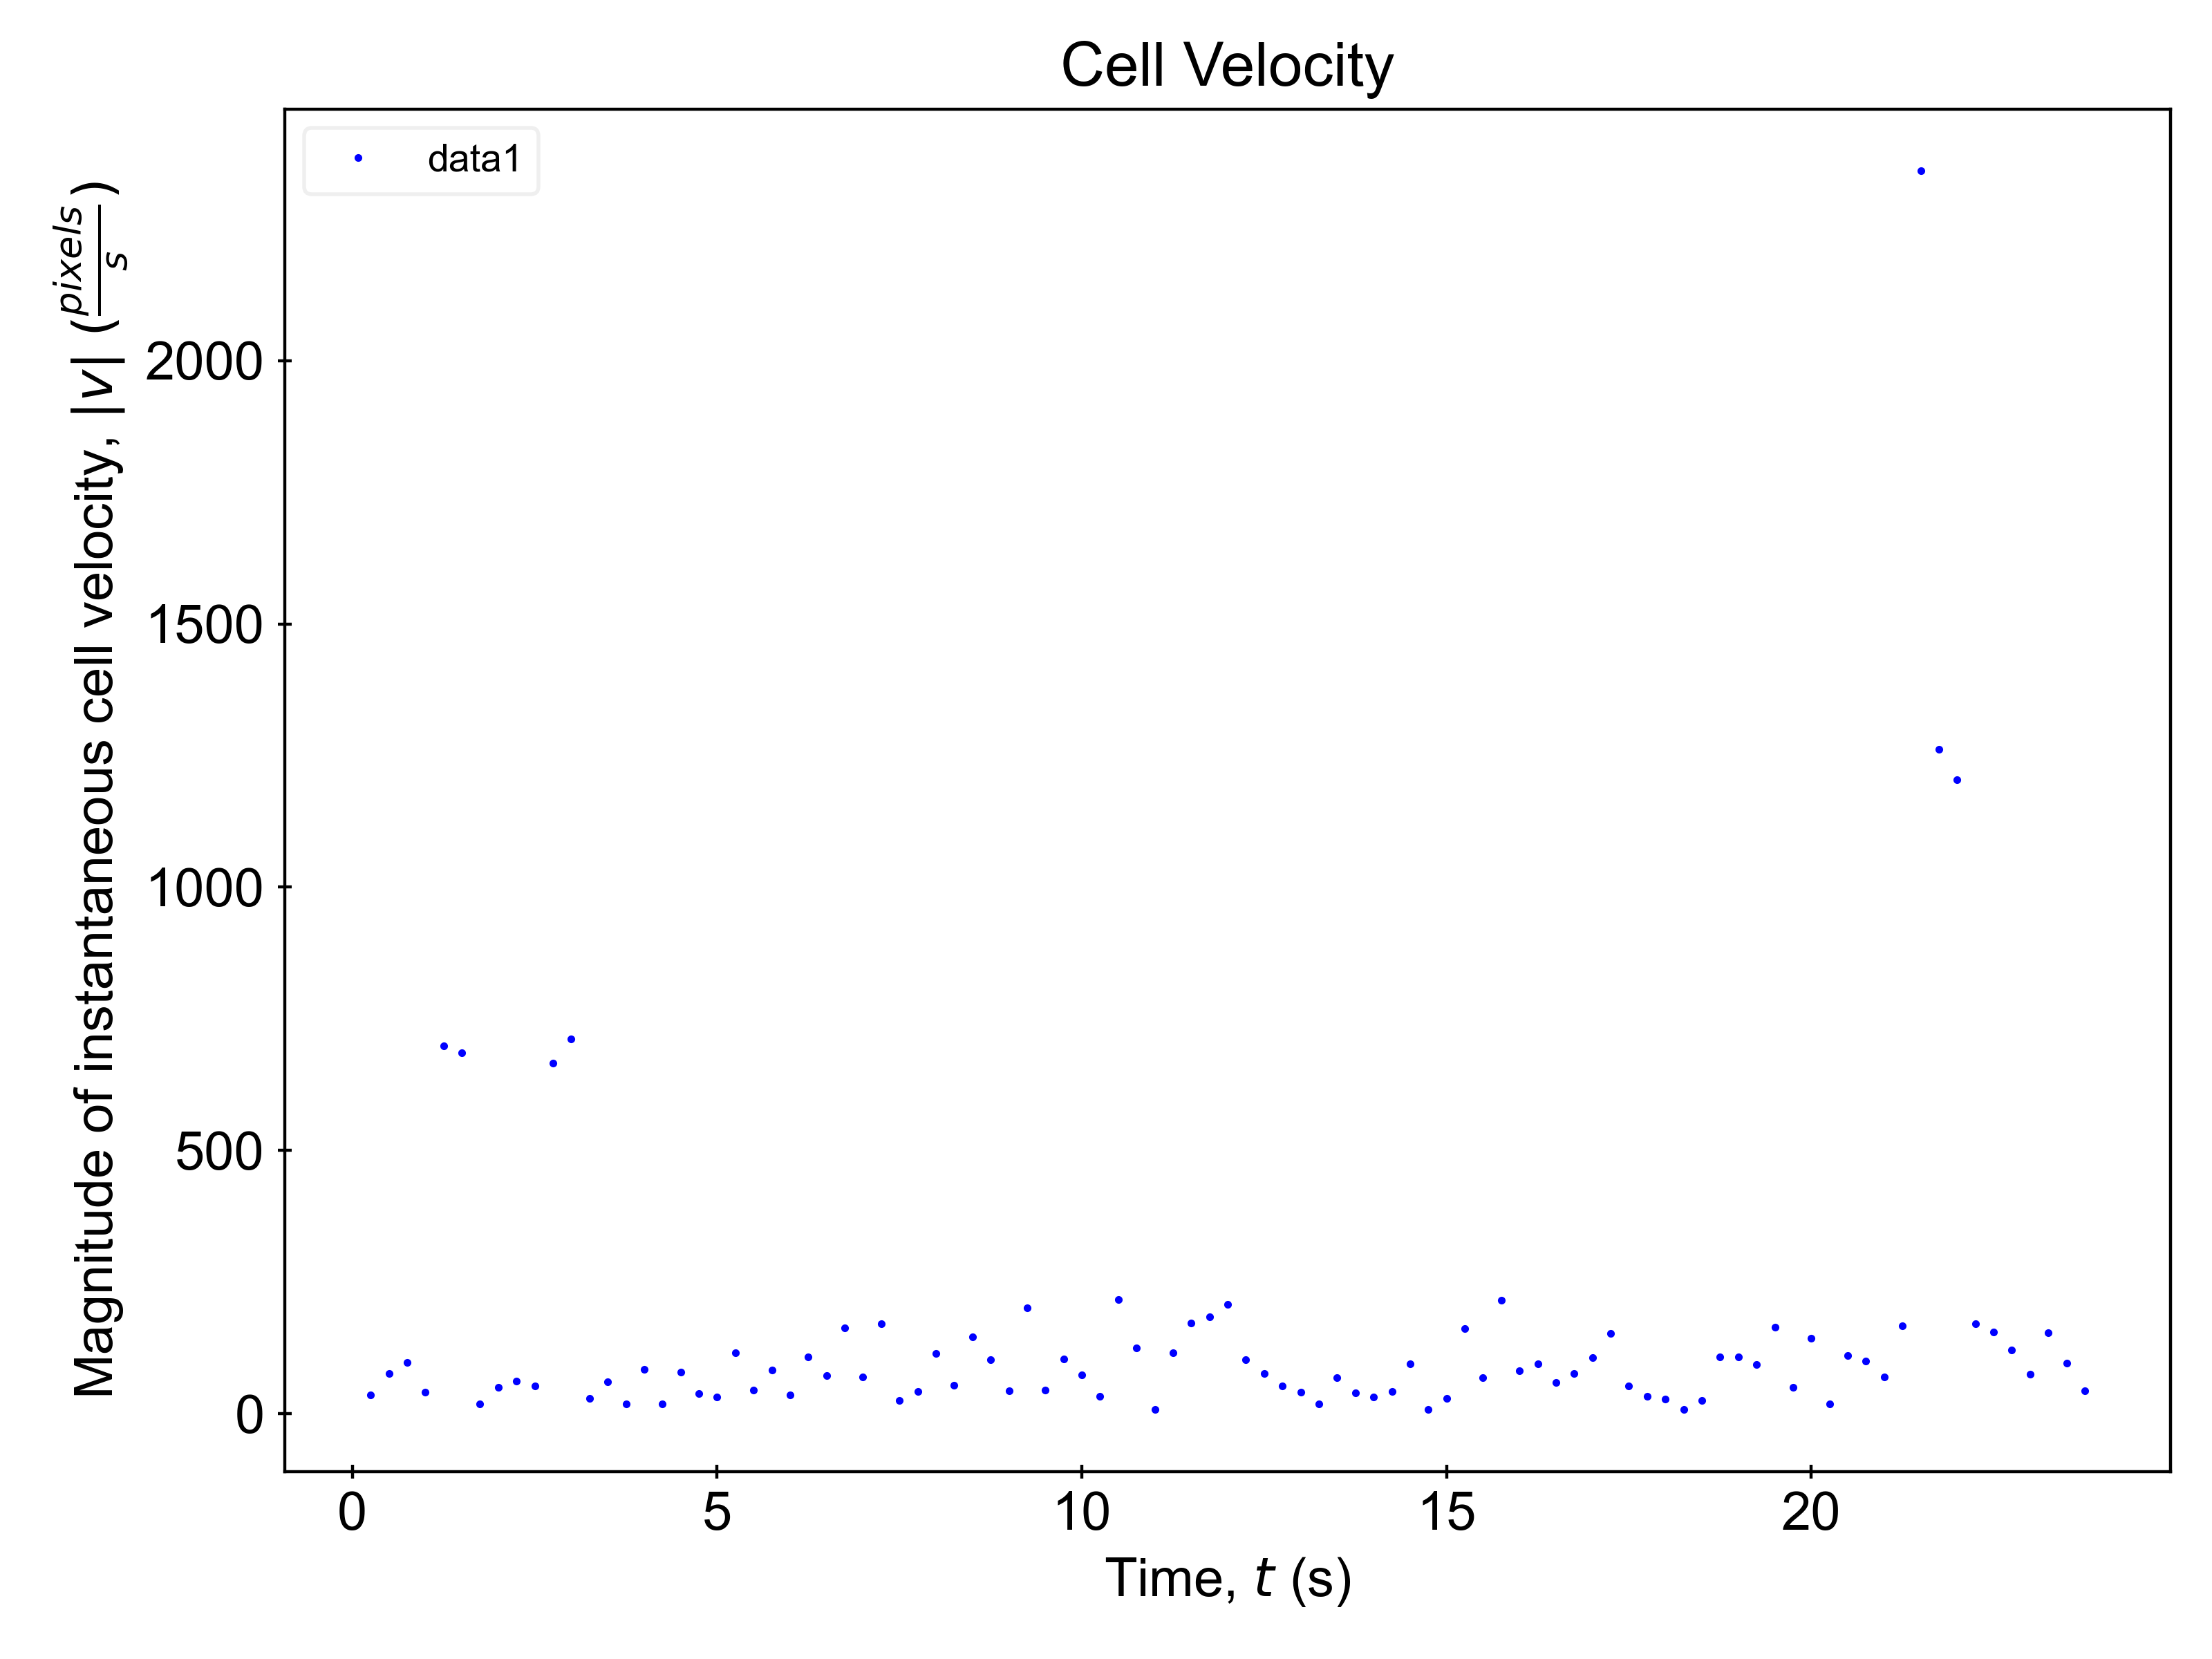 Cell Velocity
data1
Magnitude of instantaneous cell velocity, |v| (pixels/s)
2000
1500
1000
500
0
0 5 10 15 20
Time, t (s)